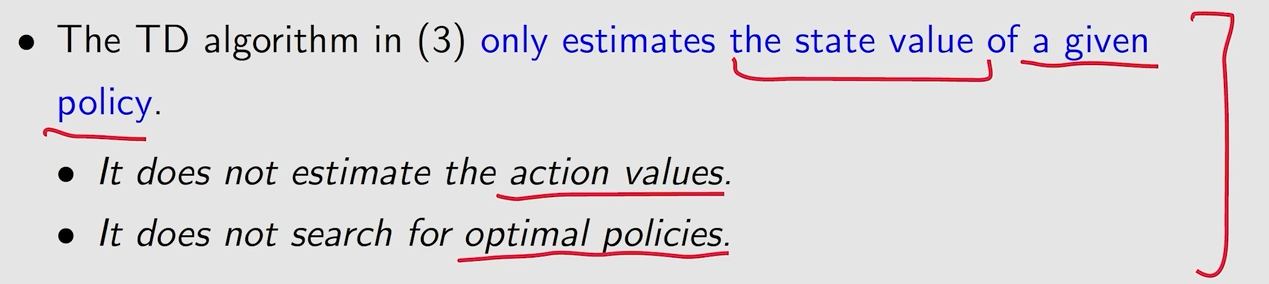 • The TD algorithm in (3) only estimates the state value of a given
policy.
• It does not estimate the action values.
• It does not search for optimal policies.